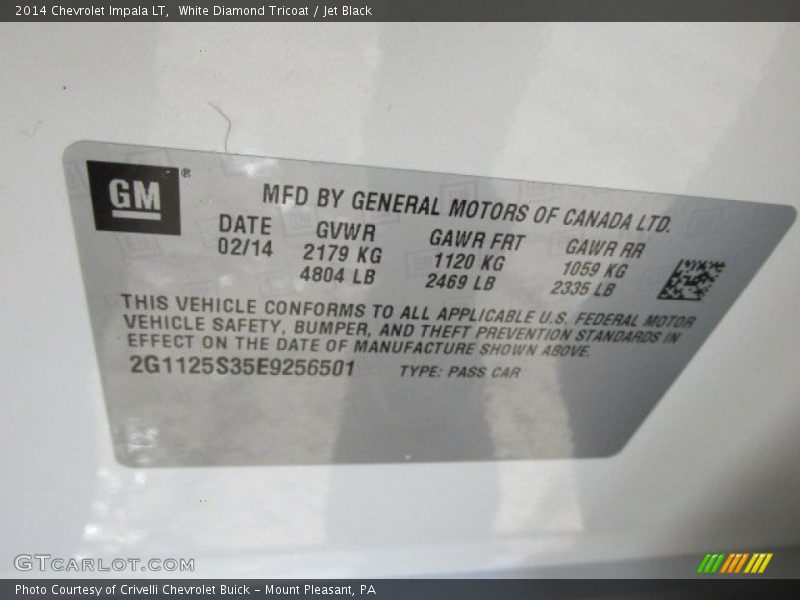 2014 Chevrolet Impala LT,  White Diamond Tricoat / Jet Black
GM ®
MFD BY GENERAL MOTORS OF CANADA LTD.
DATE GVWR GAWR FRT GAWR RR
02/14 2179 KG 1120 KG 1059 KG
4804 LB 2469 LB 2335 LB
THIS VEHICLE CONFORMS TO ALL APPLICABLE U.S. FEDERAL MOTOR
VEHICLE SAFETY, BUMPER, AND THEFT PREVENTION STANDARDS IN
EFFECT ON THE DATE OF MANUFACTURE SHOWN ABOVE.
2G1125S35E9256501 TYPE: PASS CAR
GTCARLOT.COM
Photo Courtesy of Crivelli Chevrolet Buick - Mount Pleasant, PA